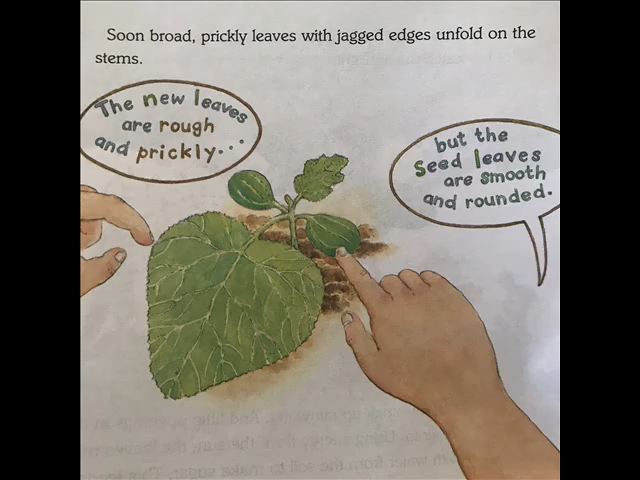 Soon broad, prickly leaves with jagged edges unfold on the
stems.
The new leaves
are rough
and prickly...
but the
Seed leaves
are smooth
and rounded.